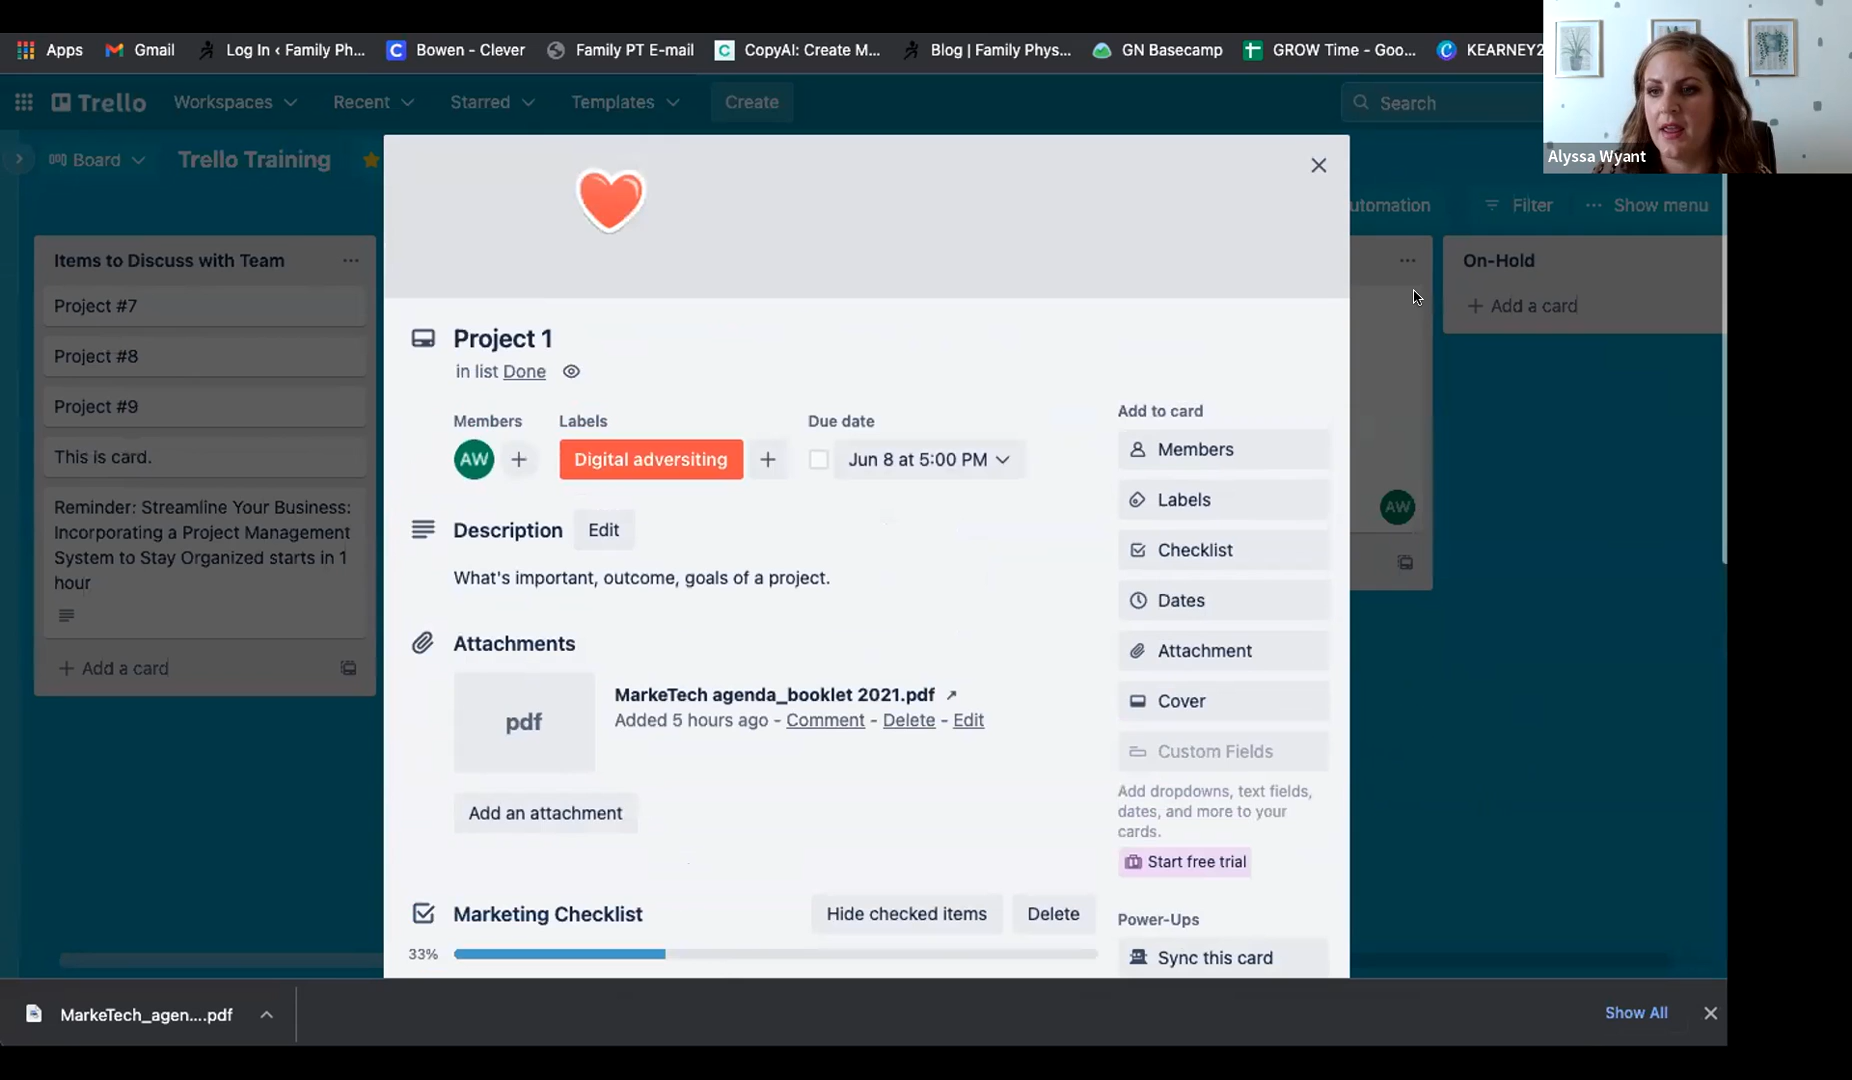 Apps
Gmail
Log In ‹ Family Ph...
Bowen - Clever
Family PT E-mail
CopyAI: Create M...
Blog | Family Phys...
GN Basecamp
GROW Time - Goo...
KEARNEY2
Alyssa Wyant
Trello
Workspaces
Recent
Starred
Templates
Create
Search
Board
Trello Training
utomation
Filter
Show menu
Items to Discuss with Team
Project #7
Project #8
Project #9
This is card.
Reminder: Streamline Your Business:
Incorporating a Project Management
System to Stay Organized starts in 1
hour
+ Add a card
Project 1
in list Done
Members
AW
+
Labels
Digital adversiting
+
Due date
Jun 8 at 5:00 PM
Description
Edit
What's important, outcome, goals of a project.
Attachments
pdf
MarkeTech agenda_booklet 2021.pdf ↗
Added 5 hours ago - Comment - Delete - Edit
Add an attachment
Marketing Checklist
Hide checked items
Delete
33%
Add to card
Members
Labels
Checklist
Dates
Attachment
Cover
Custom Fields
Add dropdowns, text fields,
dates, and more to your
cards.
Start free trial
Power-Ups
Sync this card
AW
On-Hold
+ Add a card
MarkeTech_agen....pdf
Show All